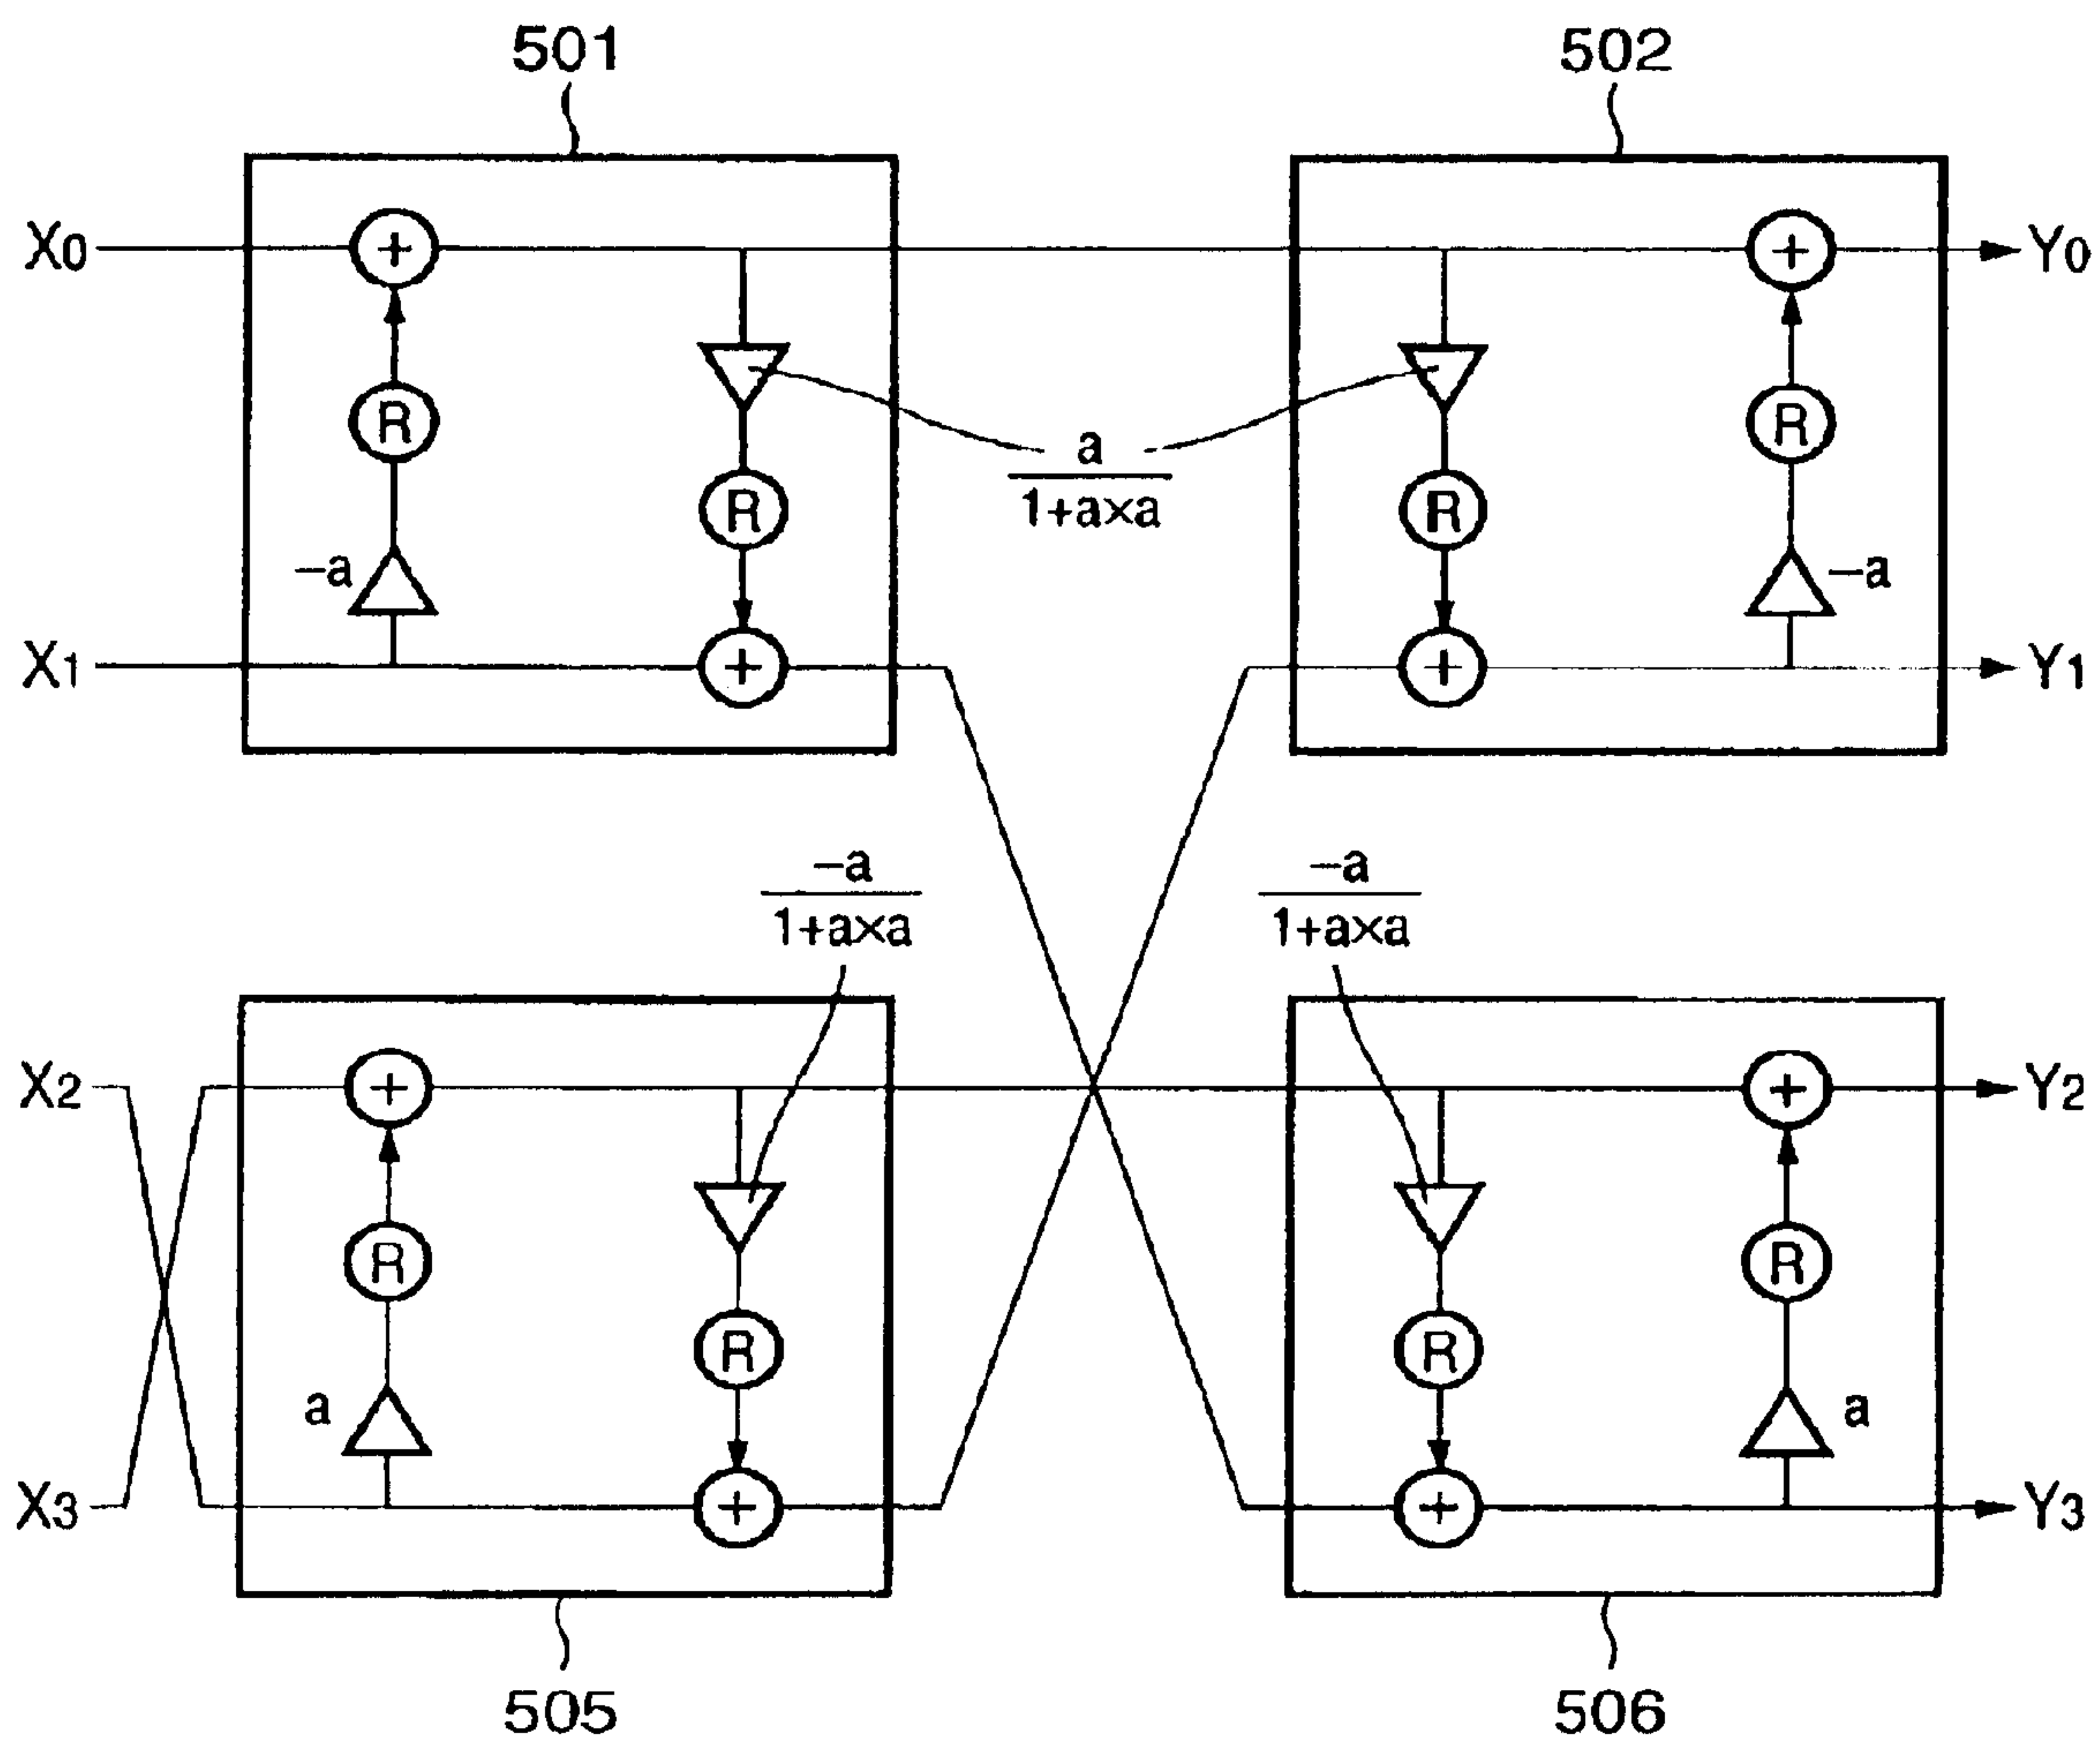 501
502
X0
+
+
Y0
R
R
a
1+a×a
R
R
−a
−a
X1
+
+
Y1
−a
1+a×a
−a
1+a×a
X2
+
+
Y2
R
R
R
R
a
a
X3
+
+
Y3
505
506